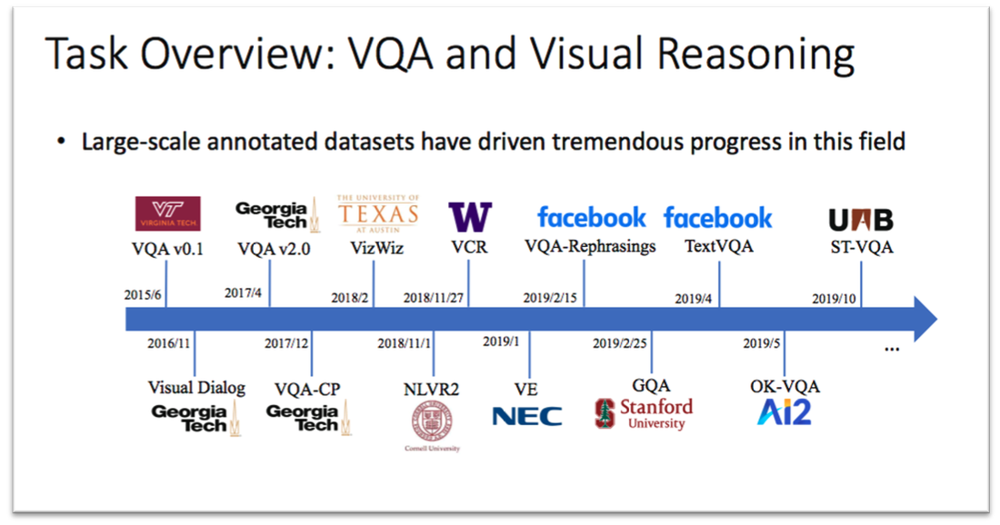 Task Overview: VQA and Visual Reasoning
• Large-scale annotated datasets have driven tremendous progress in this field
VT
VIRGINIA TECH
VQA v0.1
2015/6
Georgia
Tech
VQA v2.0
2017/4
THE UNIVERSITY OF
TEXAS
AT AUSTIN
VizWiz
2018/2
W
VCR
2018/11/27
facebook
VQA-Rephrasings
2019/2/15
facebook
TextVQA
2019/4
UAB
ST-VQA
2019/10
2016/11
Visual Dialog
Georgia
Tech
2017/12
VQA-CP
Georgia
Tech
2018/11/1
NLVR2
Cornell University
2019/1
VE
NEC
2019/2/25
GQA
Stanford
University
2019/5
OK-VQA
AI2
...